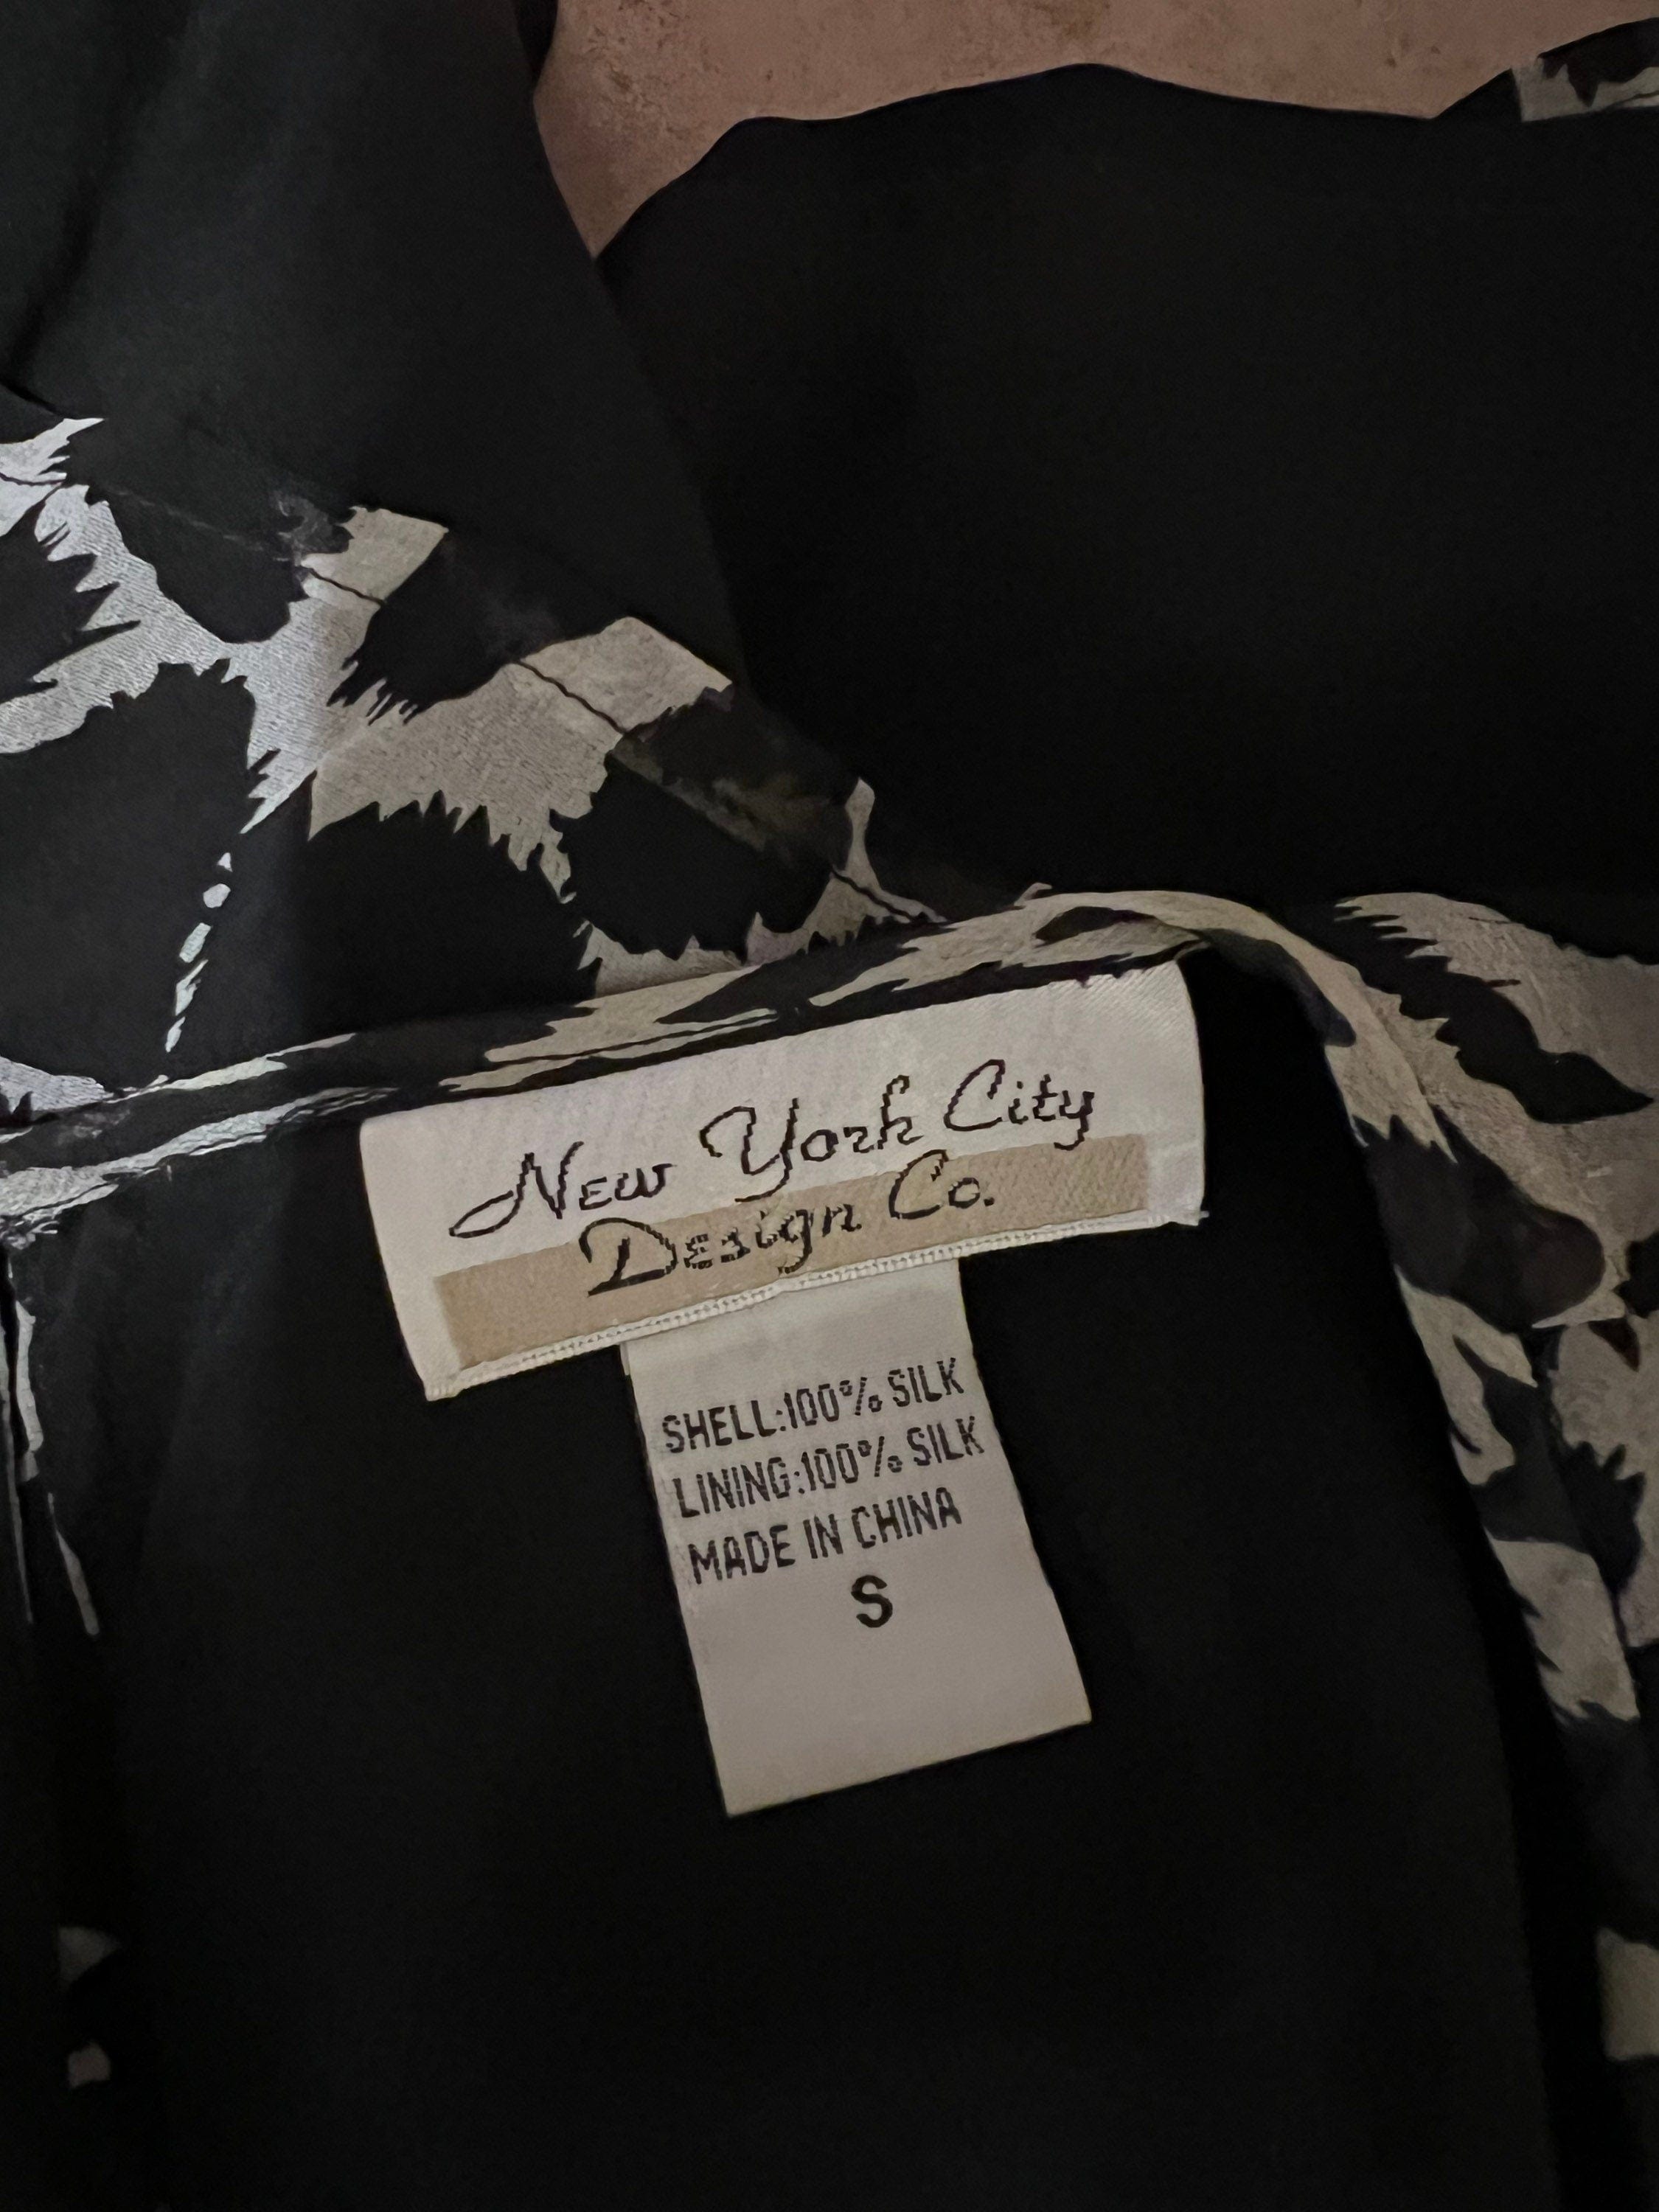 New York City
Design Co.
SHELL:100% SILK
LINING:100% SILK
MADE IN CHINA
S